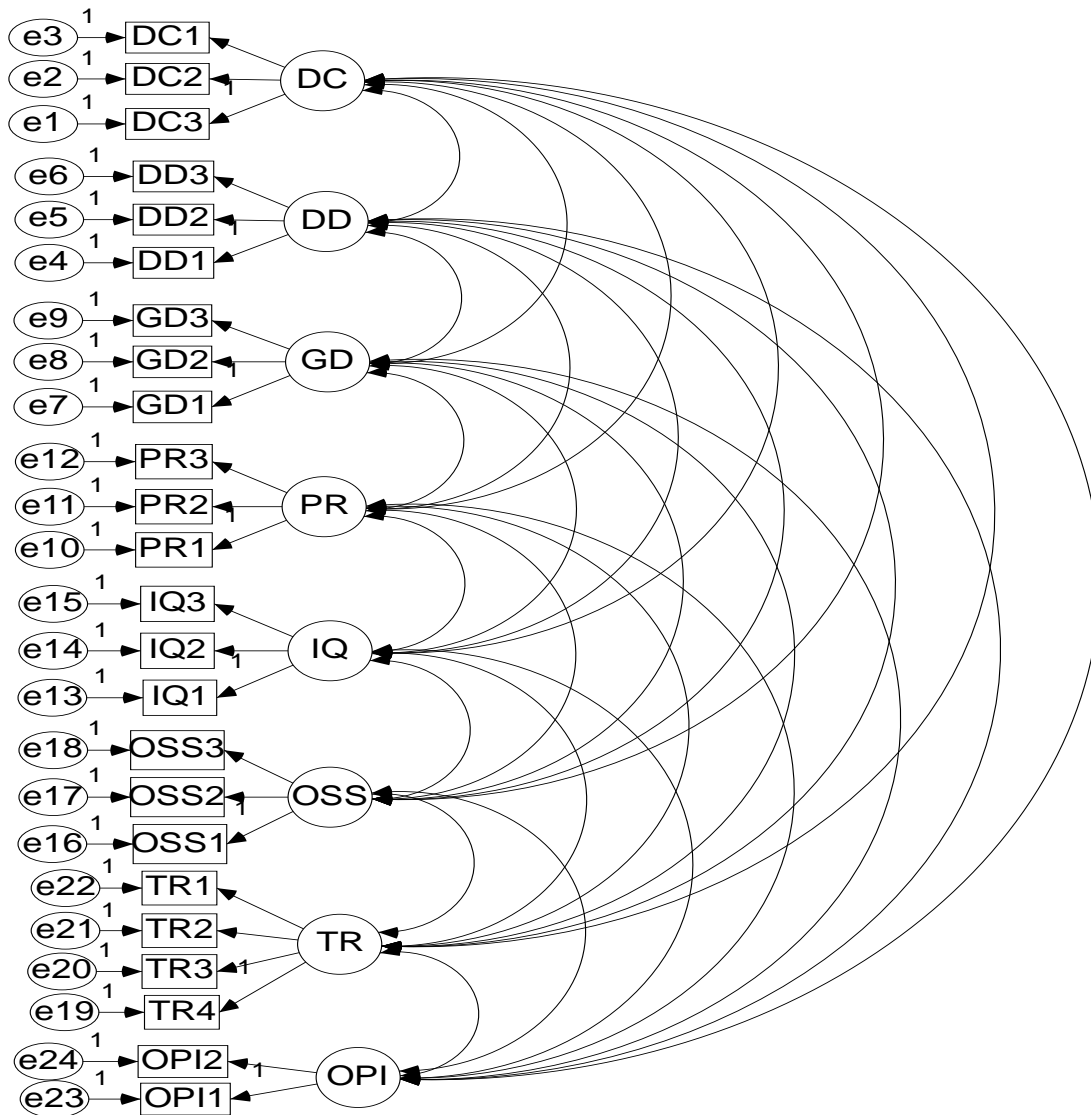 1
e3 DC1
1
e2 DC2 DC
1
1
e1 DC3
1
e6 DD3
1
e5 DD2 DD
1
1
e4 DD1
1
e9 GD3
1
e8 GD2 GD
1
1
e7 GD1
1
e12 PR3
1
e11 PR2 PR
1
1
e10 PR1
1
e15 IQ3
1
e14 IQ2 IQ
1
1
e13 IQ1
1
e18 OSS3
1
e17 OSS2 OSS
1
1
e16 OSS1
1
e22 TR1
1
e21 TR2 TR
1
e20 TR3 1
1
e19 TR4
1
e24 OPI2 1 OPI
1
e23 OPI1